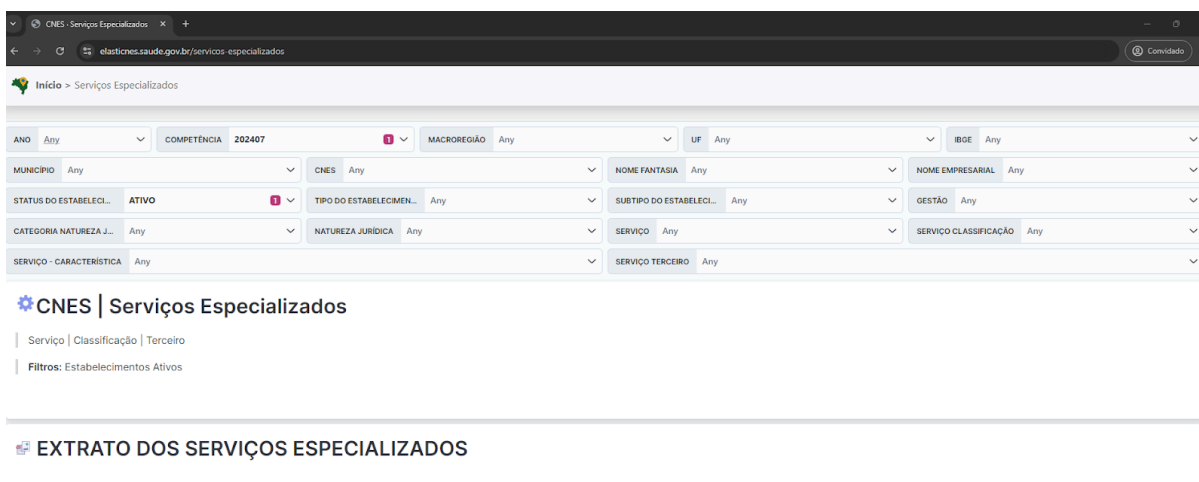 CNES - Serviços Especializados
elasticnes.saude.gov.br/servicos-especializados
Convidado
Início > Serviços Especializados
ANO Any COMPETÊNCIA 202407 1 MACROREGIÃO Any UF Any IBGE Any
MUNICÍPIO Any CNES Any NOME FANTASIA Any NOME EMPRESARIAL Any
STATUS DO ESTABELECI... ATIVO 1 TIPO DO ESTABELECIMEN... Any SUBTIPO DO ESTABELECI... Any GESTÃO Any
CATEGORIA NATUREZA J... Any NATUREZA JURÍDICA Any SERVIÇO Any SERVIÇO CLASSIFICAÇÃO Any
SERVIÇO - CARACTERÍSTICA Any SERVIÇO TERCEIRO Any
CNES | Serviços Especializados
Serviço | Classificação | Terceiro
Filtros: Estabelecimentos Ativos
EXTRATO DOS SERVIÇOS ESPECIALIZADOS